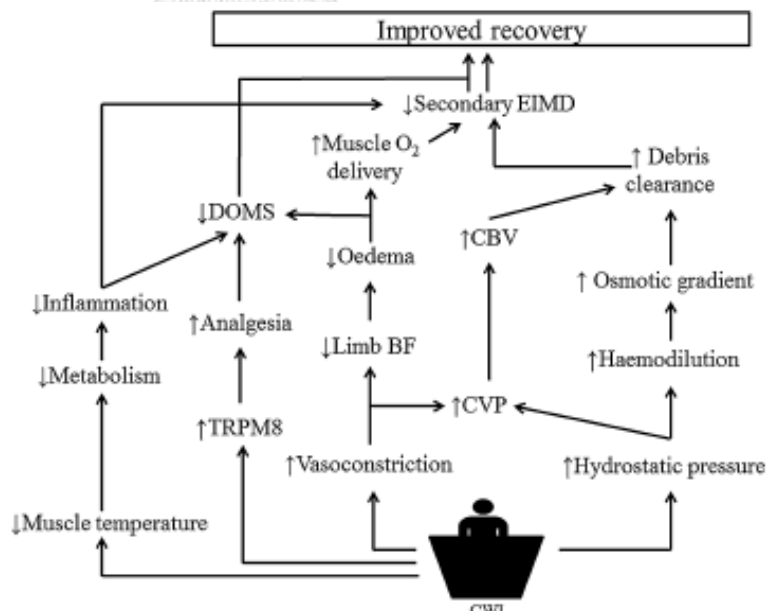 Improved recovery
↓Secondary EIMD
↑Muscle O₂
delivery
↑ Debris
clearance
↓DOMS
↑CBV
↓Oedema
↑ Osmotic gradient
↓Inflammation
↑Analgesia
↓Limb BF
↑Haemodilution
↓Metabolism
↑CVP
↑TRPM8
↑Vasoconstriction
↑Hydrostatic pressure
↓Muscle temperature
CWI